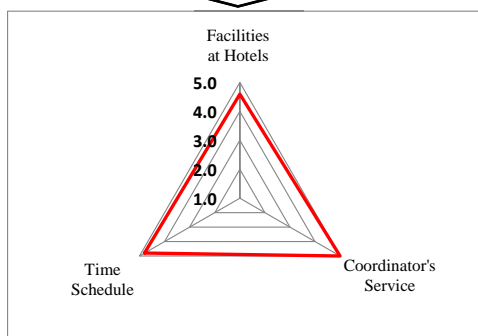 Facilities
at Hotels
5.0
4.0
3.0
2.0
1.0
Time
Schedule
Coordinator's
Service